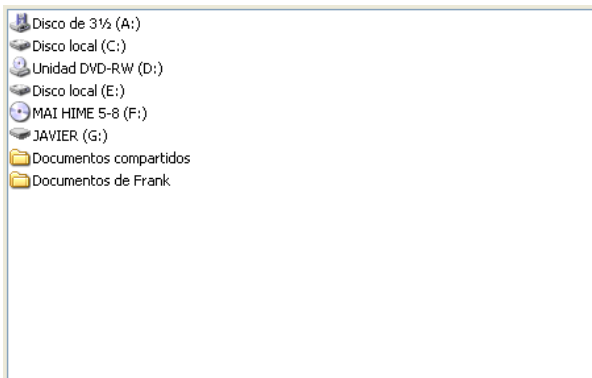 Disco de 3½ (A:)
Disco local (C:)
Unidad DVD-RW (D:)
Disco local (E:)
MAI HIME 5-8 (F:)
JAVIER (G:)
Documentos compartidos
Documentos de Frank